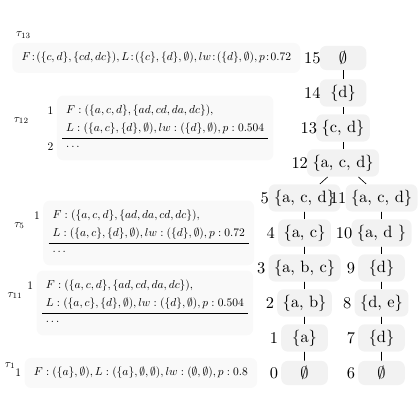 τ13
F:({c, d}, {cd, dc}), L:({c}, {d}, ∅), lw:({d}, ∅), p:0.72
τ12
1 F : ({a, c, d}, {ad, cd, da, dc}),
L : ({a, c}, {d}, ∅), lw : ({d}, ∅), p : 0.504
2 ...
τ5
1 F : ({a, c, d}, {ad, da, cd, dc}),
L : ({a, c}, {d}, ∅), lw : ({d}, ∅), p : 0.72
...
τ11
1 F : ({a, c, d}, {ad, cd, da, dc}),
L : ({a, c}, {d}, ∅), lw : ({d}, ∅), p : 0.504
...
τ1
1 F : ({a}, ∅), L : ({a}, ∅, ∅), lw : (∅, ∅), p : 0.8
15 ∅
14 {d}
13 {c, d}
12 {a, c, d}
5 {a, c, d} 11 {a, c, d}
4 {a, c} 10 {a, d }
3 {a, b, c} 9 {d}
2 {a, b} 8 {d, e}
1 {a} 7 {d}
0 ∅ 6 ∅